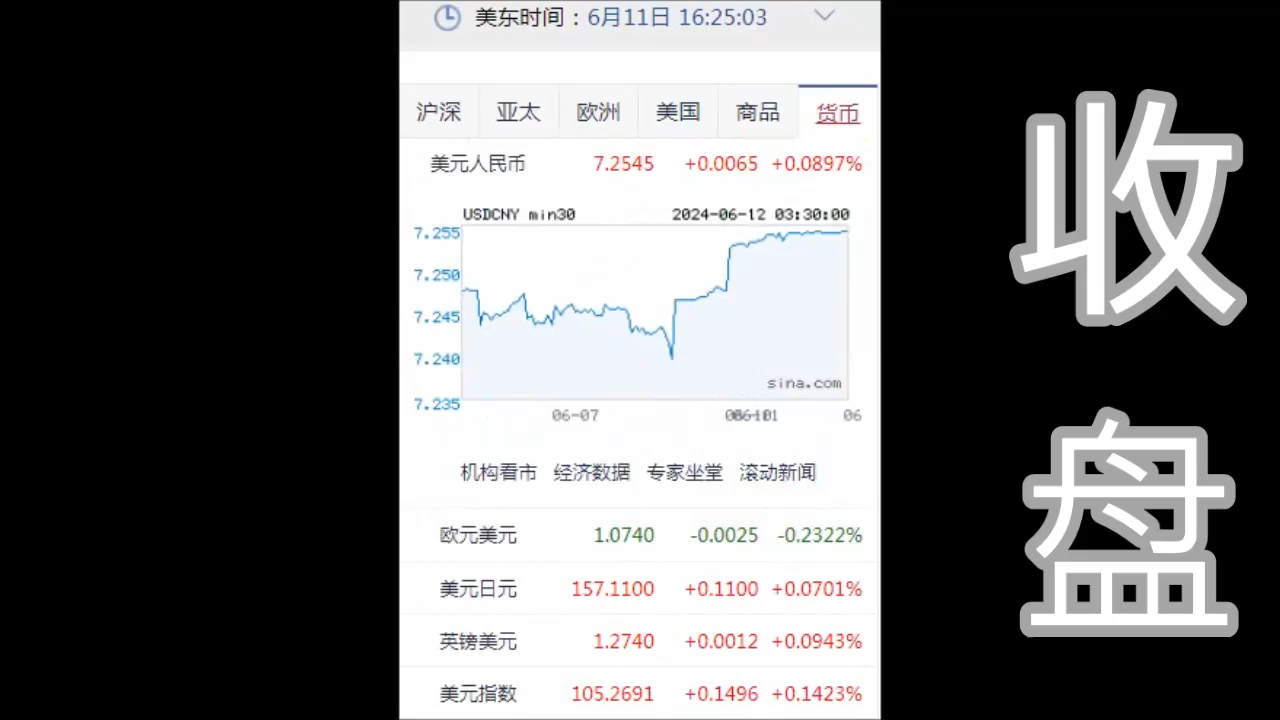 美东时间：6月11日 16:25:03
沪深 亚太 欧洲 美国 商品 货币
美元人民币 7.2545 +0.0065 +0.0897%
USDCNY min30 2024-06-12 03:30:00
7.255
7.250
7.245
7.240
7.235
sina.com
06-07 06
机构看市 经济数据 专家坐堂 滚动新闻
欧元美元 1.0740 -0.0025 -0.2322%
美元日元 157.1100 +0.1100 +0.0701%
英镑美元 1.2740 +0.0012 +0.0943%
美元指数 105.2691 +0.1496 +0.1423%
收
盘